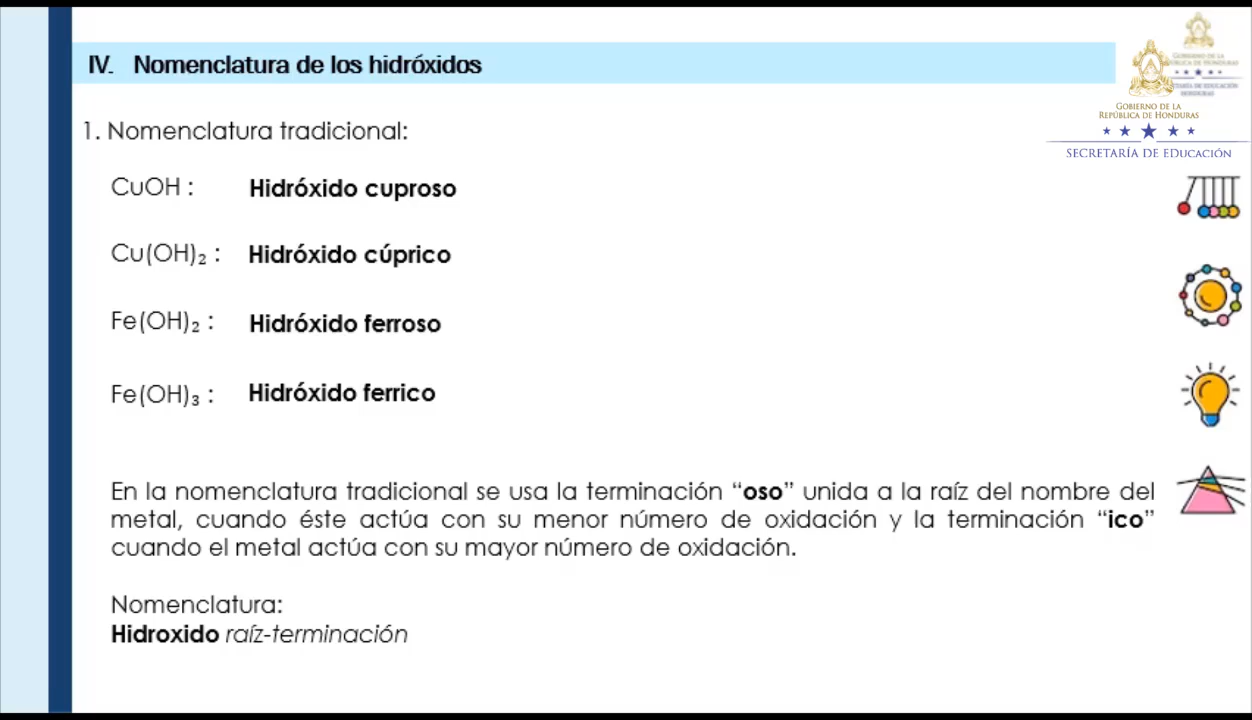 IV. Nomenclatura de los hidróxidos
GOBIERNO DE LA
REPÚBLICA DE HONDURAS
SECRETARÍA DE EDUCACIÓN
1. Nomenclatura tradicional:
CuOH : Hidróxido cuproso
Cu(OH)₂ : Hidróxido cúprico
Fe(OH)₂ : Hidróxido ferroso
Fe(OH)₃ : Hidróxido ferrico
En la nomenclatura tradicional se usa la terminación “oso” unida a la raíz del nombre del
metal, cuando éste actúa con su menor número de oxidación y la terminación “ico”
cuando el metal actúa con su mayor número de oxidación.
Nomenclatura:
Hidroxido raíz-terminación